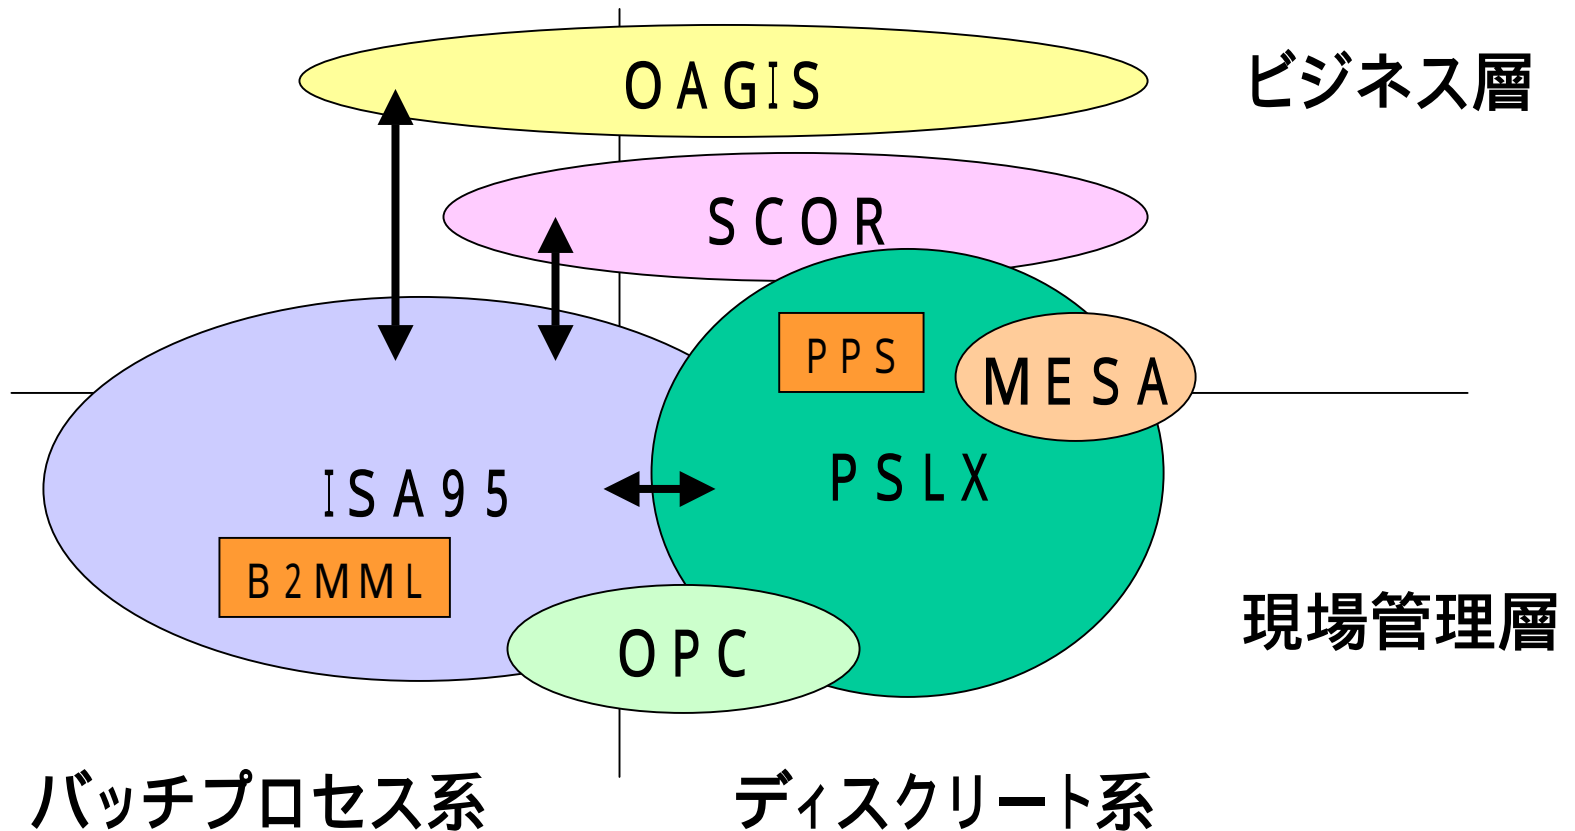 OAGIS
ビジネス層
SCOR
PPS
MESA
PSLX
ISA95
B2MML
OPC
現場管理層
バッチプロセス系
ディスクリート系